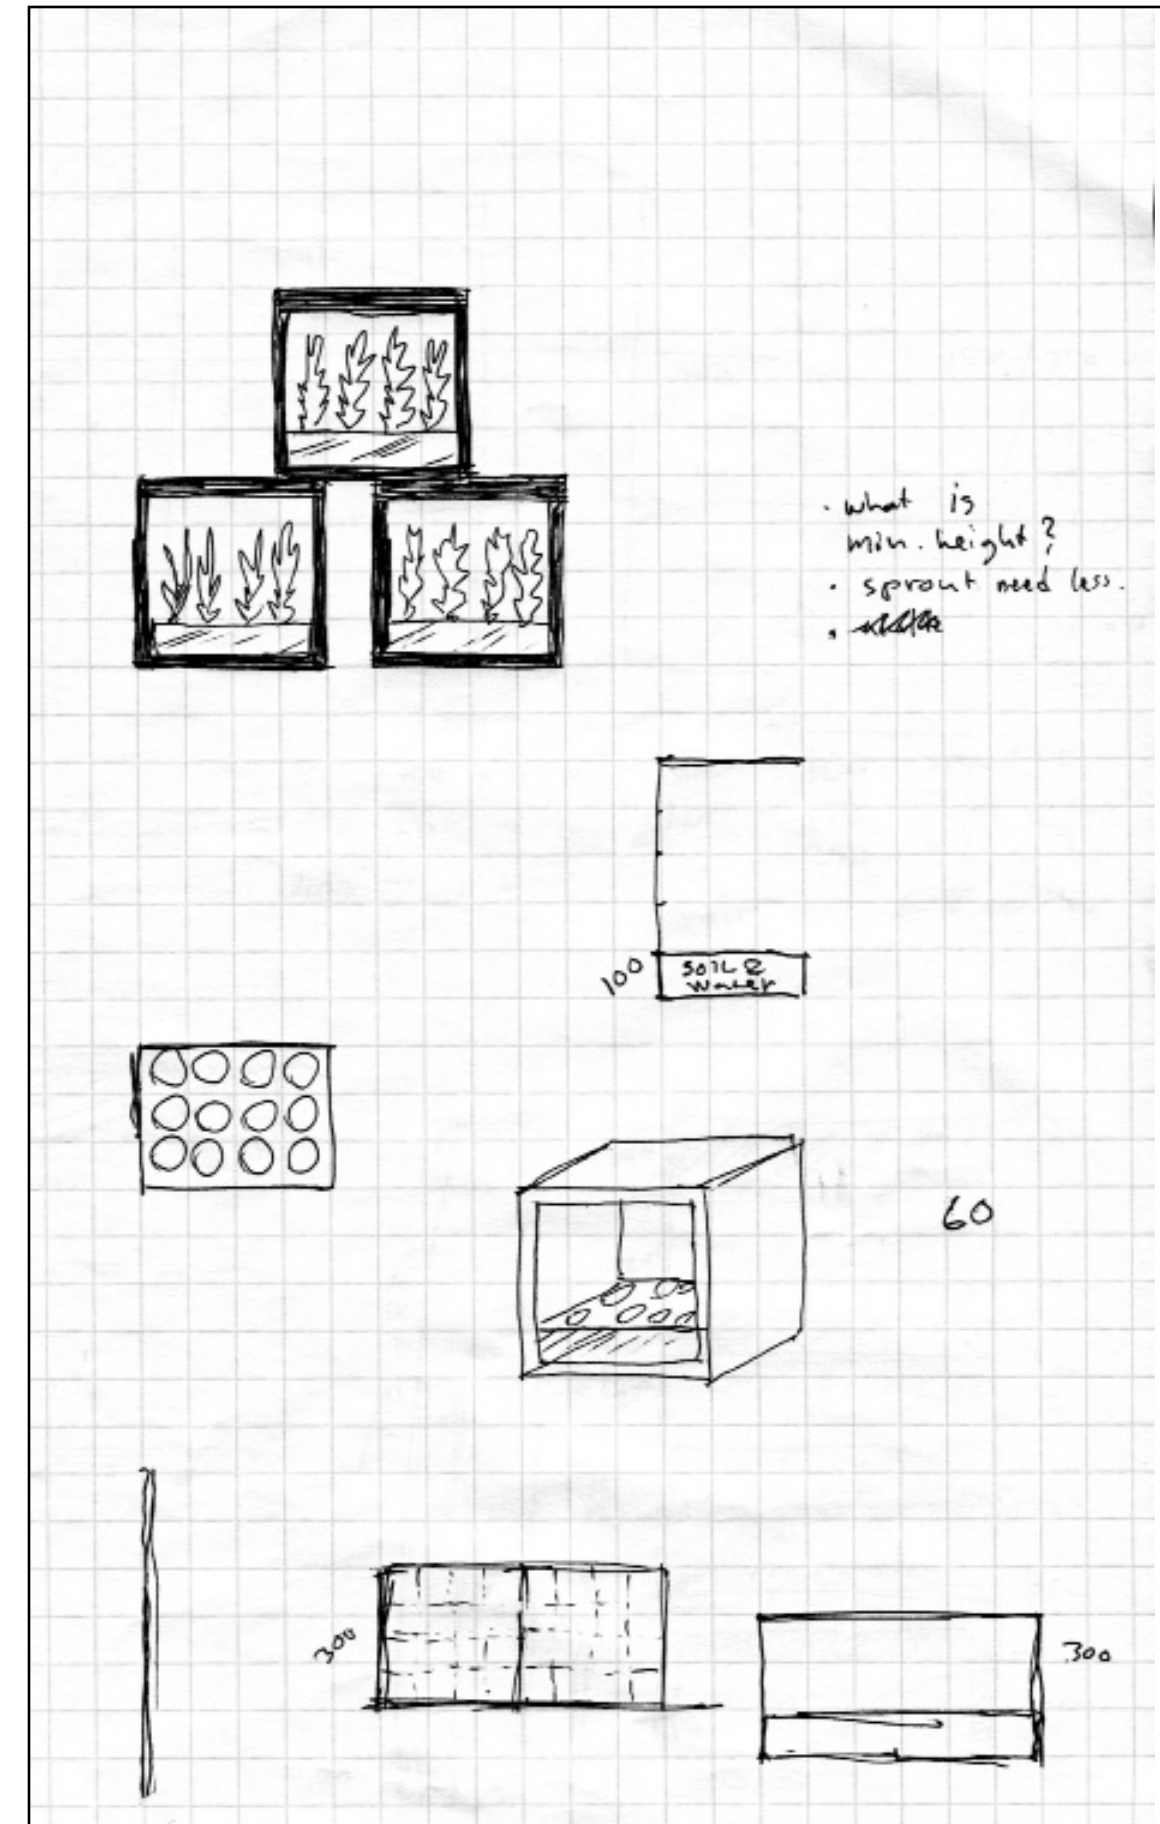 · what is
min. height?
· sprout need less.
·
100
SOIL &
Water
60
300
300